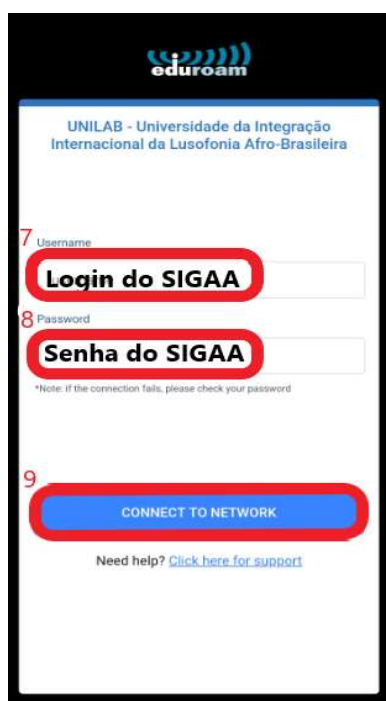 eduroam
UNILAB - Universidade da Integração
Internacional da Lusofonia Afro-Brasileira
7
Username
Login do SIGAA
8
Password
Senha do SIGAA
*Note: if the connection fails, please check your password
9
CONNECT TO NETWORK
Need help? Click here for support